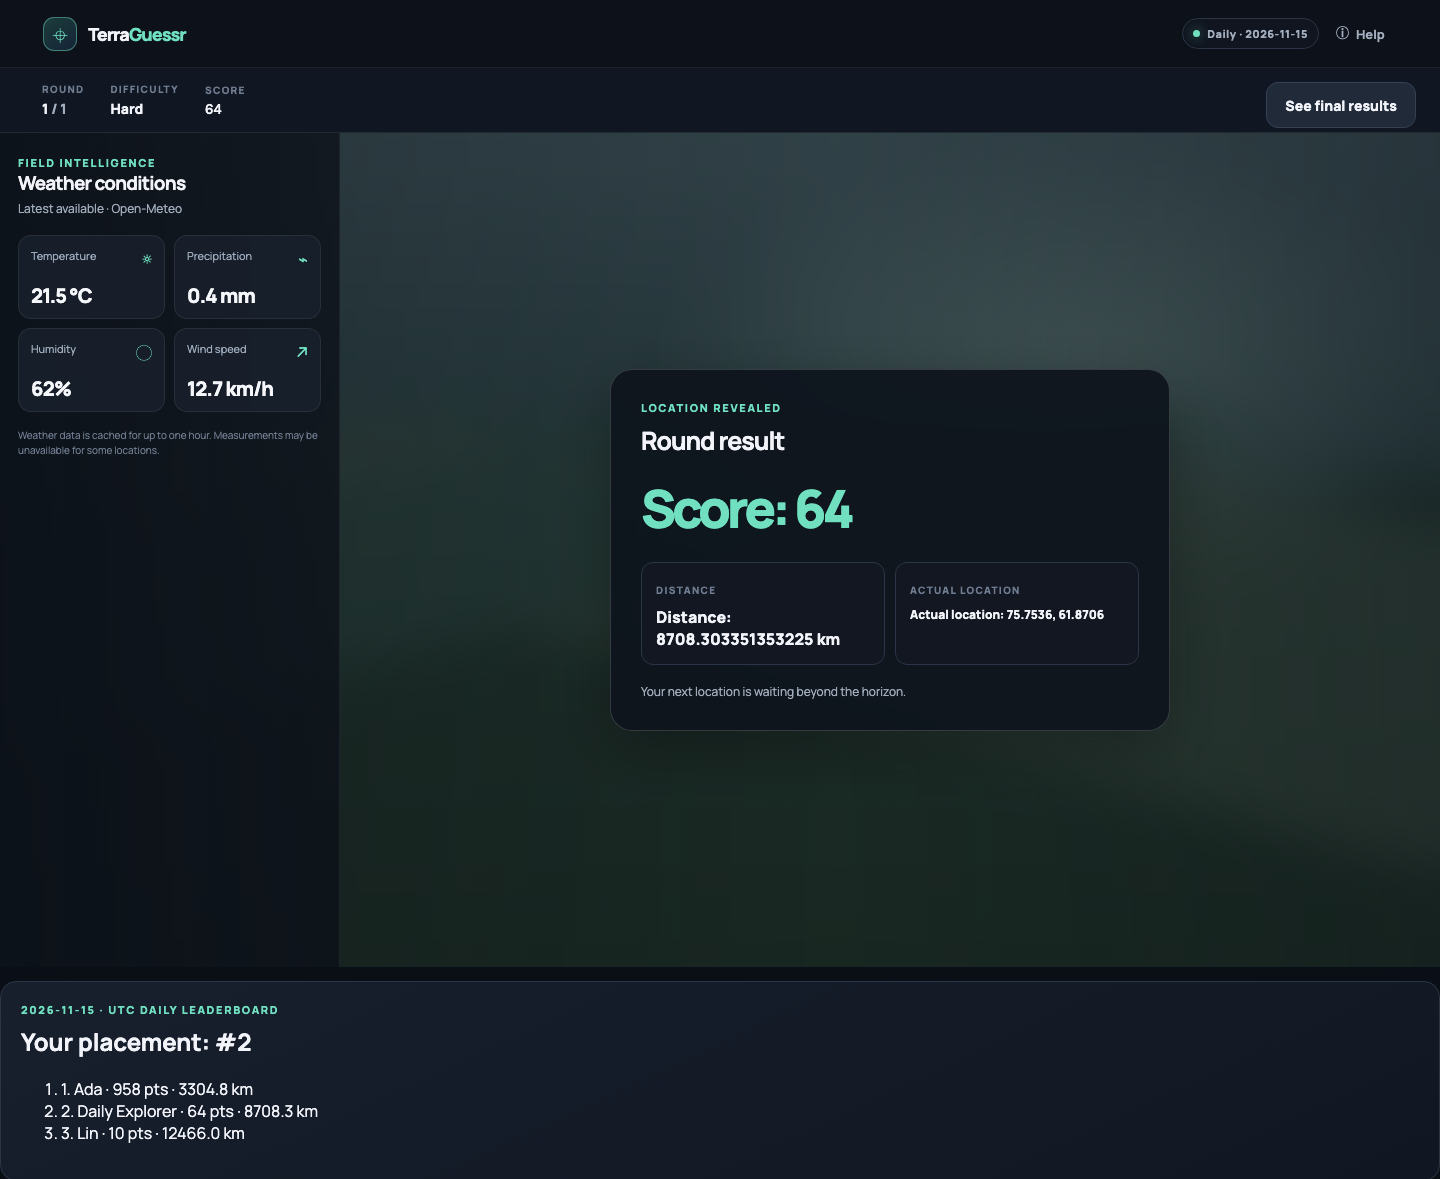 TerraGuessr
Daily · 2026-11-15
Help
ROUND
1 / 1
DIFFICULTY
Hard
SCORE
64
See final results
FIELD INTELLIGENCE
Weather conditions
Latest available · Open-Meteo
Temperature
21.5 °C
Precipitation
0.4 mm
Humidity
62%
Wind speed
12.7 km/h
Weather data is cached for up to one hour. Measurements may be
unavailable for some locations.
LOCATION REVEALED
Round result
Score: 64
DISTANCE
Distance:
8708.303351353225 km
ACTUAL LOCATION
Actual location: 75.7536, 61.8706
Your next location is waiting beyond the horizon.
2026-11-15 · UTC DAILY LEADERBOARD
Your placement: #2
1. 1. Ada · 958 pts · 3304.8 km
2. 2. Daily Explorer · 64 pts · 8708.3 km
3. 3. Lin · 10 pts · 12466.0 km